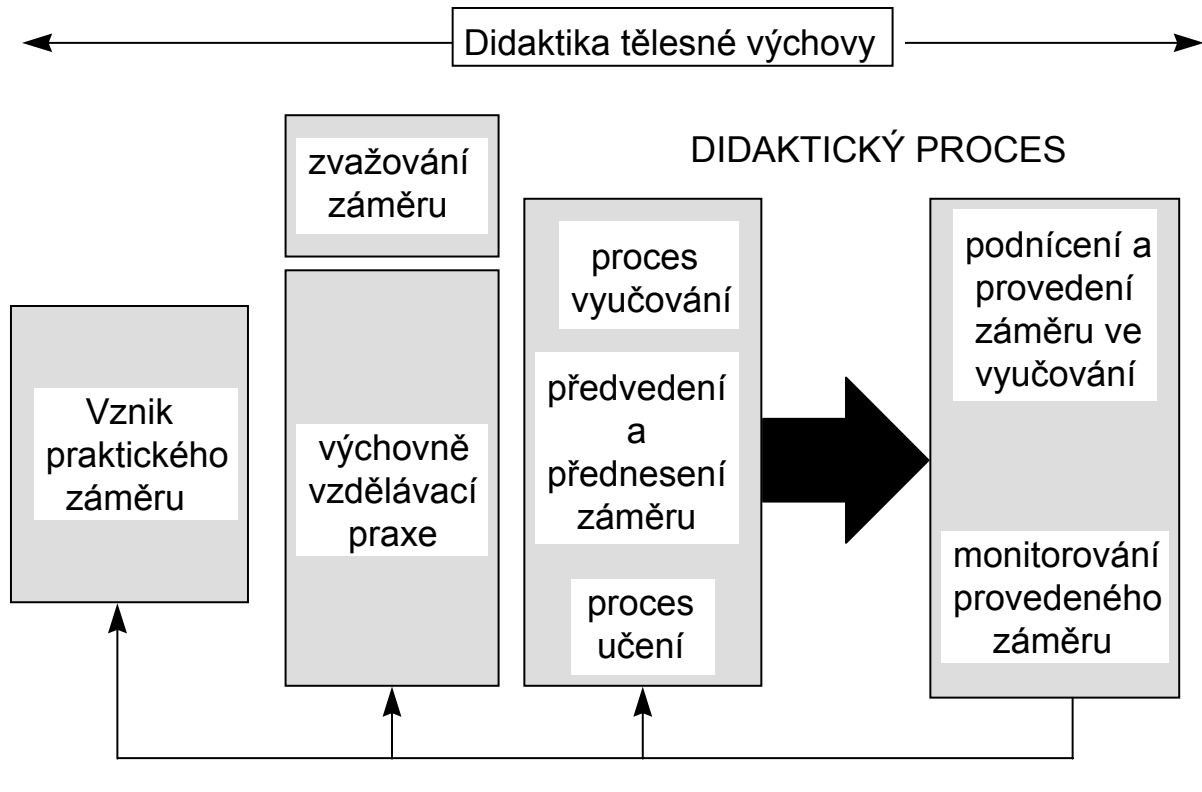 Didaktika tělesné výchovy
DIDAKTICKÝ PROCES
Vznik
praktického
záměru
zvažování
záměru
výchovně
vzdělávací
praxe
proces
vyučování
předvedení
a
přednesení
záměru
proces
učení
podnícení a
provedení
záměru ve
vyučování
monitorování
provedeného
záměru